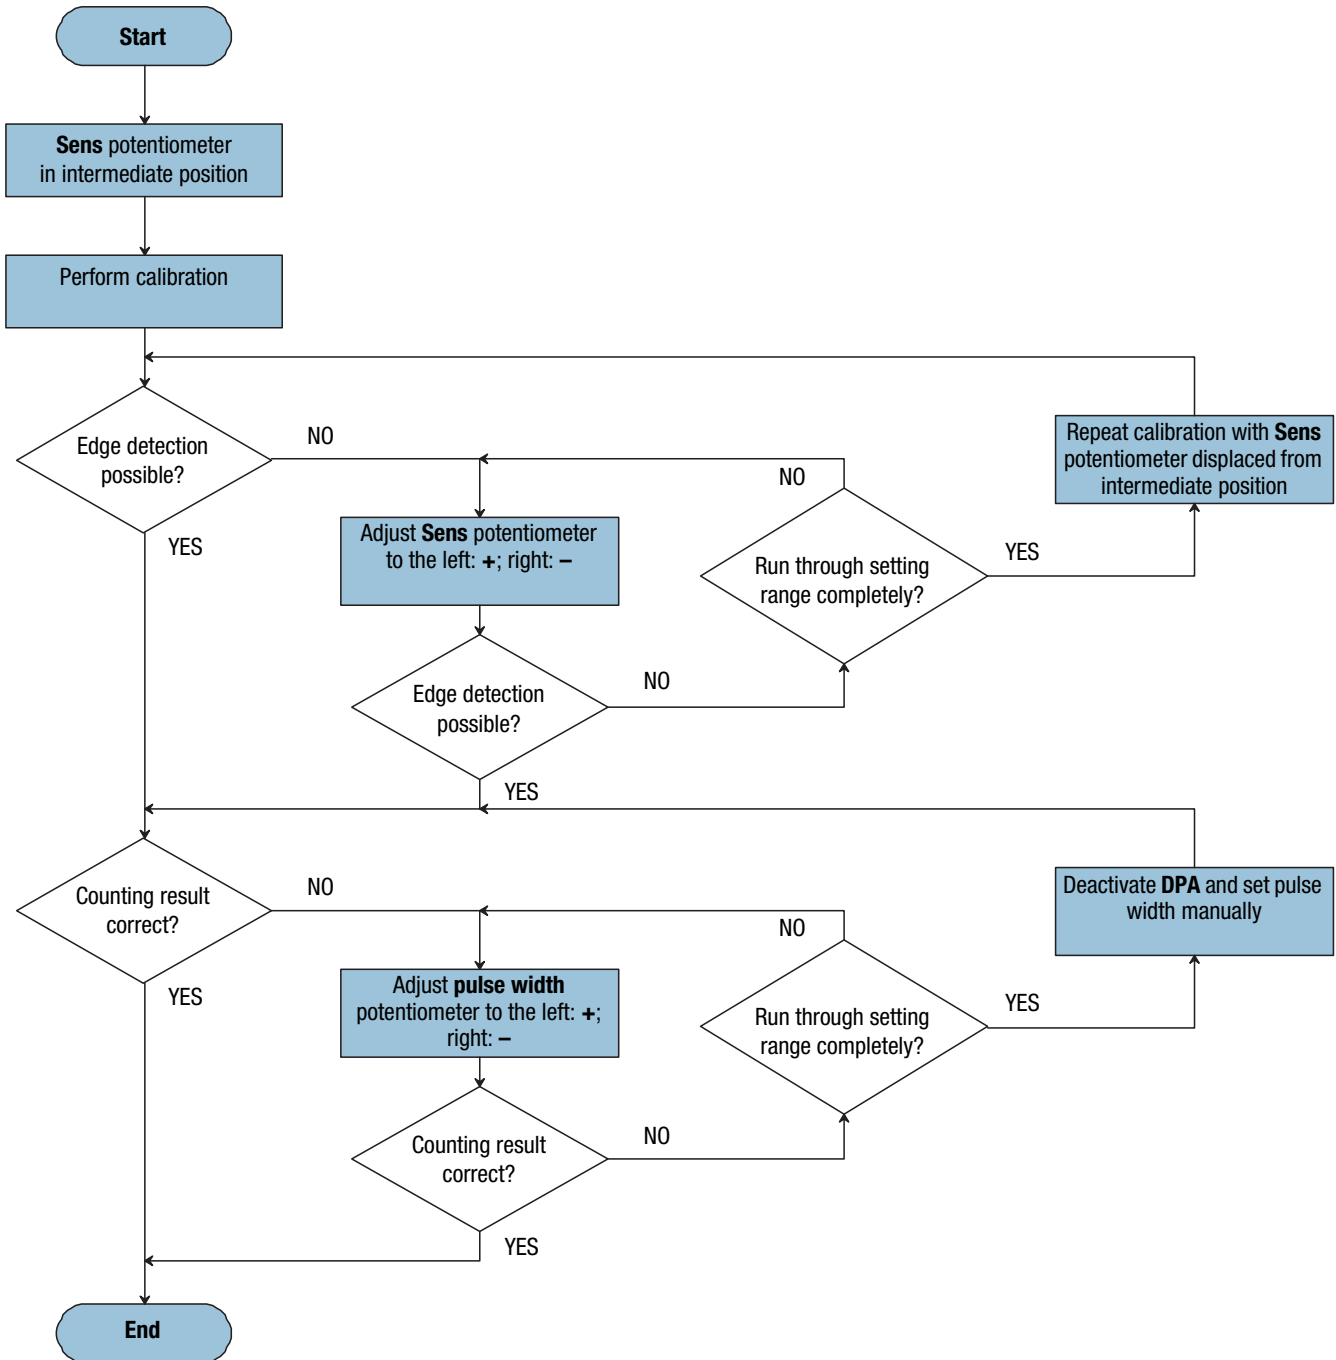 Start
Sens potentiometer
in intermediate position
Perform calibration
Edge detection
possible?
NO
YES
Adjust Sens potentiometer
to the left: +; right: –
Edge detection
possible?
NO
YES
Run through setting
range completely?
NO
YES
Repeat calibration with Sens
potentiometer displaced from
intermediate position
Counting result
correct?
NO
YES
Adjust pulse width
potentiometer to the left: +;
right: –
Counting result
correct?
NO
YES
Run through setting
range completely?
NO
YES
Deactivate DPA and set pulse
width manually
End